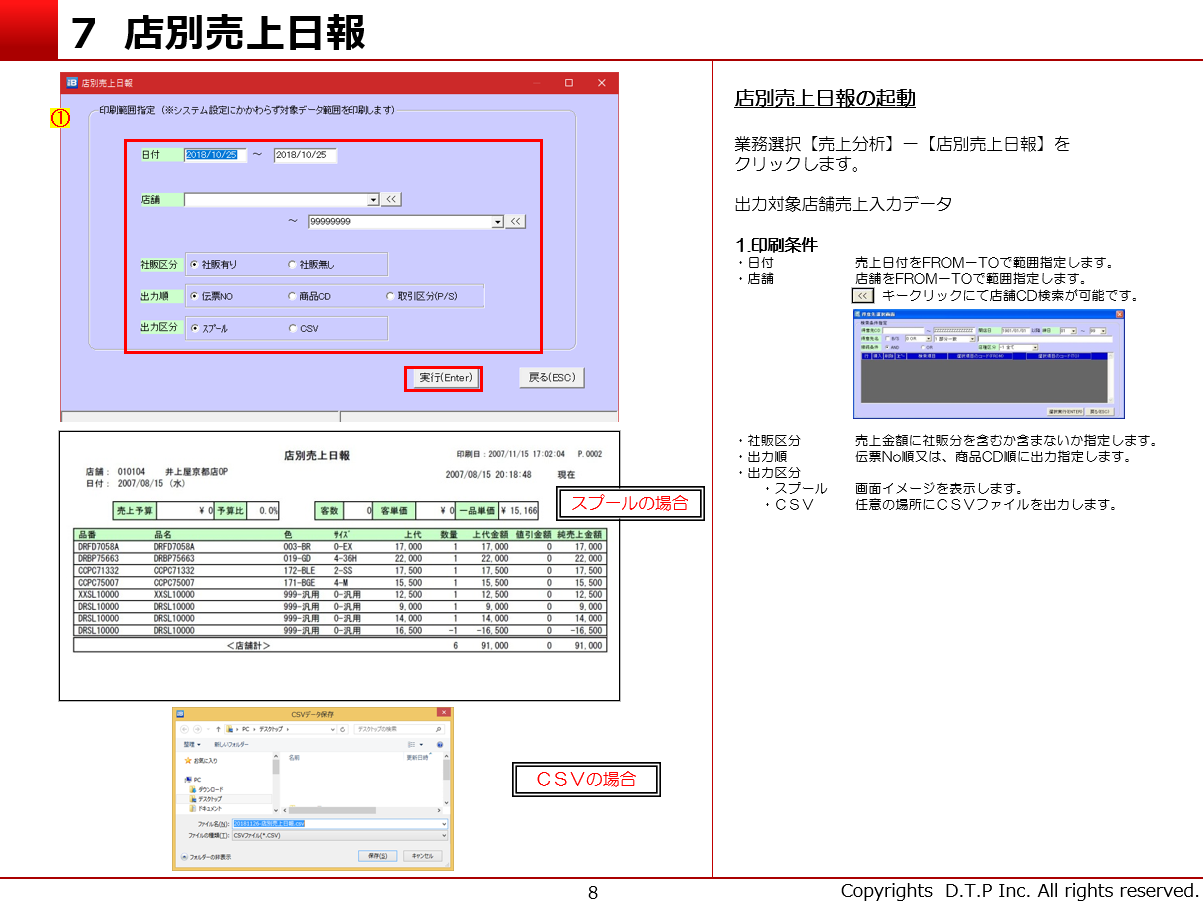 7 店別売上日報
店別売上日報
①
印刷範囲指定（※システム設定にかかわらず対象データ範囲を印刷します）
日付 2018/10/25 ～ 2018/10/25
店舗 <<
～ 99999999 <<
社販区分 社販有り 社販無し
出力順 伝票NO 商品CD 取引区分(P/S)
出力区分 スプール CSV
実行(Enter) 戻る(ESC)
店別売上日報 印刷日：2007/11/15 17:02:04 P.0002
店舗： 010104 井上屋京都店OP
日付： 2007/08/15 （水）
2007/08/15 20:18:48 現在
スプールの場合
売上予算 ¥ 0 予算比 0.0% 客数 0 客単価 ¥ 0 一品単価 ¥ 15,166
品番 品名 色 サイズ 上代 数量 上代金額 値引金額 純売上金額
DRFD7058A DRFD7058A 003-BR 0-EX 17,000 1 17,000 0 17,000
DRBP75663 DRBP75663 019-GD 4-36H 22,000 1 22,000 0 22,000
CCPC71332 CCPC71332 172-BLE 2-SS 17,500 1 17,500 0 17,500
CCPC75007 CCPC75007 171-BGE 4-M 15,500 1 15,500 0 15,500
XXSL10000 XXSL10000 999-汎用 0-汎用 12,500 1 12,500 0 12,500
DRSL10000 DRSL10000 999-汎用 0-汎用 9,000 1 9,000 0 9,000
DRSL10000 DRSL10000 999-汎用 0-汎用 14,000 1 14,000 0 14,000
DRSL10000 DRSL10000 999-汎用 0-汎用 16,500 -1 -16,500 0 -16,500
＜店舗計＞ 6 91,000 0 91,000
CSVデータ保存
PC デスクトップ デスクトップの検索
整理 新しいフォルダー
お気に入り
名前 更新日時
PC
ダウンロード
デスクトップ
ドキュメント
ファイル名(N): 20181126-店別売上日報.csv
ファイルの種類(T): CSVファイル(*.CSV)
フォルダーの非表示 保存(S) キャンセル
ＣＳＶの場合
店別売上日報の起動
業務選択【売上分析】－【店別売上日報】を
クリックします。
出力対象店舗売上入力データ
１.印刷条件
・日付 売上日付をFROM－TOで範囲指定します。
・店舗 店舗をFROM－TOで範囲指定します。
<< キークリックにて店舗CD検索が可能です。
・社販区分 売上金額に社販分を含むか含まないか指定します。
・出力順 伝票No順又は、商品CD順に出力指定します。
・出力区分
・スプール 画面イメージを表示します。
・ＣＳＶ 任意の場所にＣＳＶファイルを出力します。
8
Copyrights D.T.P Inc. All rights reserved.